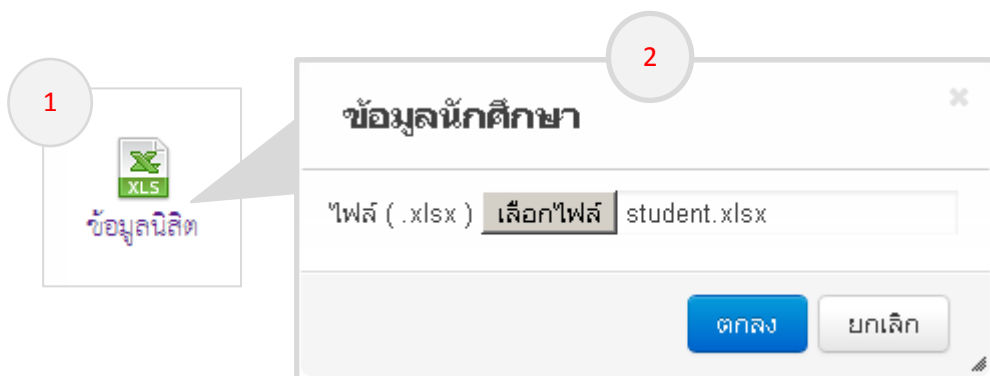 1
XLS
ข้อมูลนิสิต
2
ข้อมูลนักศึกษา
ไฟล์ ( .xlsx ) เลือกไฟล์ student.xlsx
ตกลง ยกเลิก